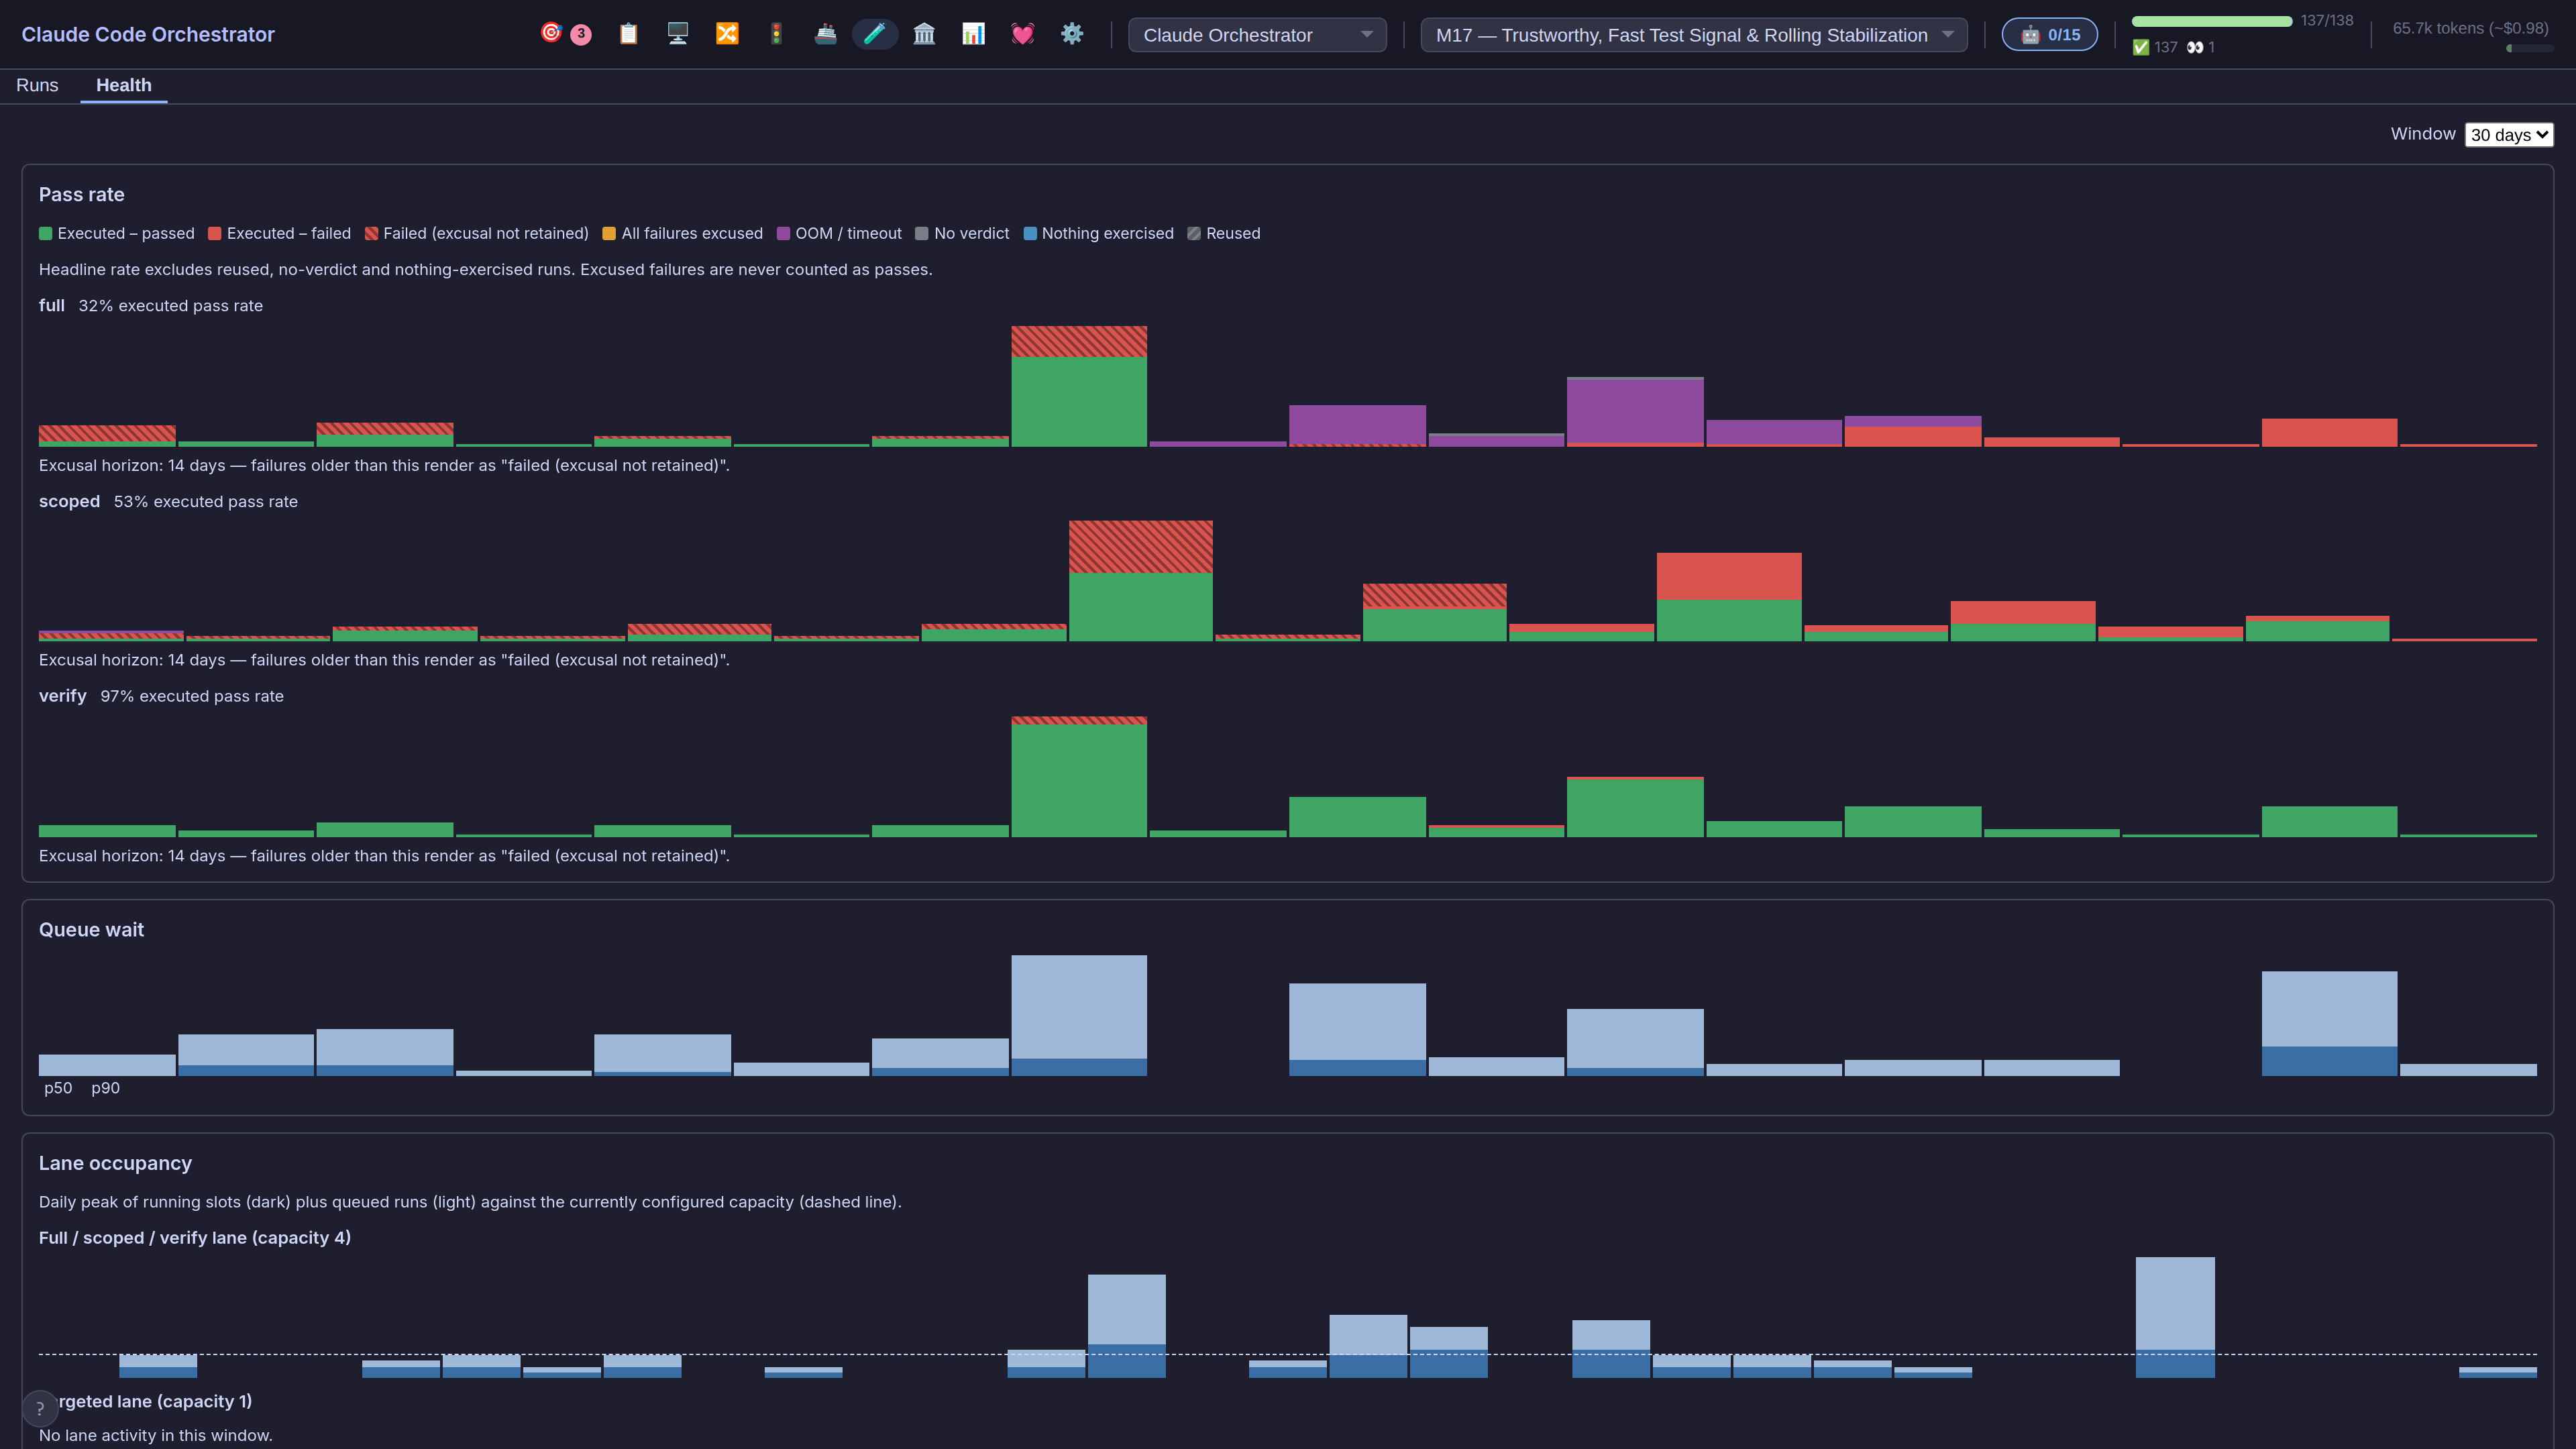 Claude Code Orchestrator
3
Claude Orchestrator
M17 — Trustworthy, Fast Test Signal & Rolling Stabilization
0/15
137/138
137
1
65.7k tokens (~$0.98)
Runs
Health
Window
30 days
Pass rate
Executed – passed
Executed – failed
Failed (excusal not retained)
All failures excused
OOM / timeout
No verdict
Nothing exercised
Reused
Headline rate excludes reused, no-verdict and nothing-exercised runs. Excused failures are never counted as passes.
full 32% executed pass rate
Excusal horizon: 14 days — failures older than this render as "failed (excusal not retained)".
scoped 53% executed pass rate
Excusal horizon: 14 days — failures older than this render as "failed (excusal not retained)".
verify 97% executed pass rate
Excusal horizon: 14 days — failures older than this render as "failed (excusal not retained)".
Queue wait
p50 p90
Lane occupancy
Daily peak of running slots (dark) plus queued runs (light) against the currently configured capacity (dashed line).
Full / scoped / verify lane (capacity 4)
?
rgeted lane (capacity 1)
No lane activity in this window.